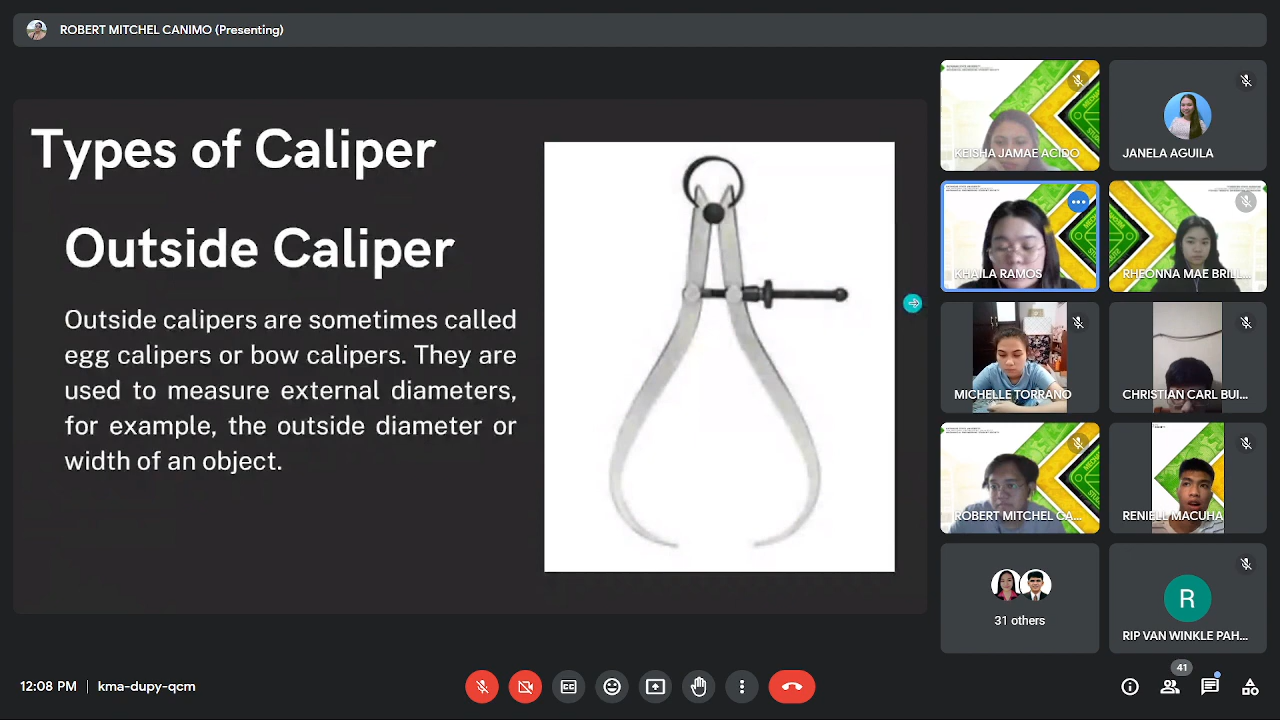 ROBERT MITCHEL CANIMO (Presenting)
Types of Caliper
Outside Caliper
Outside calipers are sometimes called
egg calipers or bow calipers. They are
used to measure external diameters,
for example, the outside diameter or
width of an object.
KEISHA JAMAE ACIDO
JANELA AGUILA
KHAILA RAMOS
RHEONNA MAE BRILL...
MICHELLE TORRANO
CHRISTIAN CARL BUI...
ROBERT MITCHEL CA...
RENIELL MACUHA
31 others
R
RIP VAN WINKLE PAH...
12:08 PM | kma-dupy-qcm
41